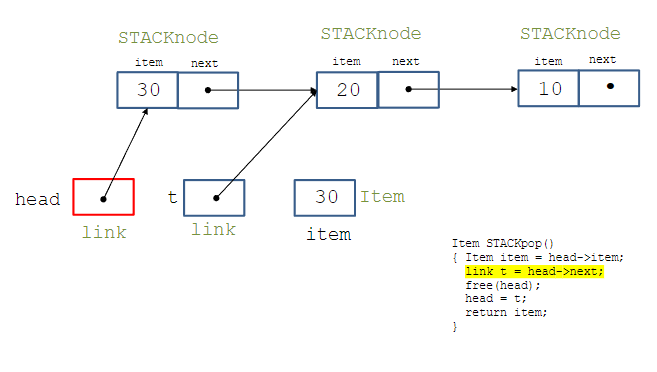 STACKnode
STACKnode
STACKnode
item next
item next
item next
30
20
10
head
t
30
Item
link
link
item
Item STACKpop()
{ Item item = head->item;
link t = head->next;
free(head);
head = t;
return item;
}